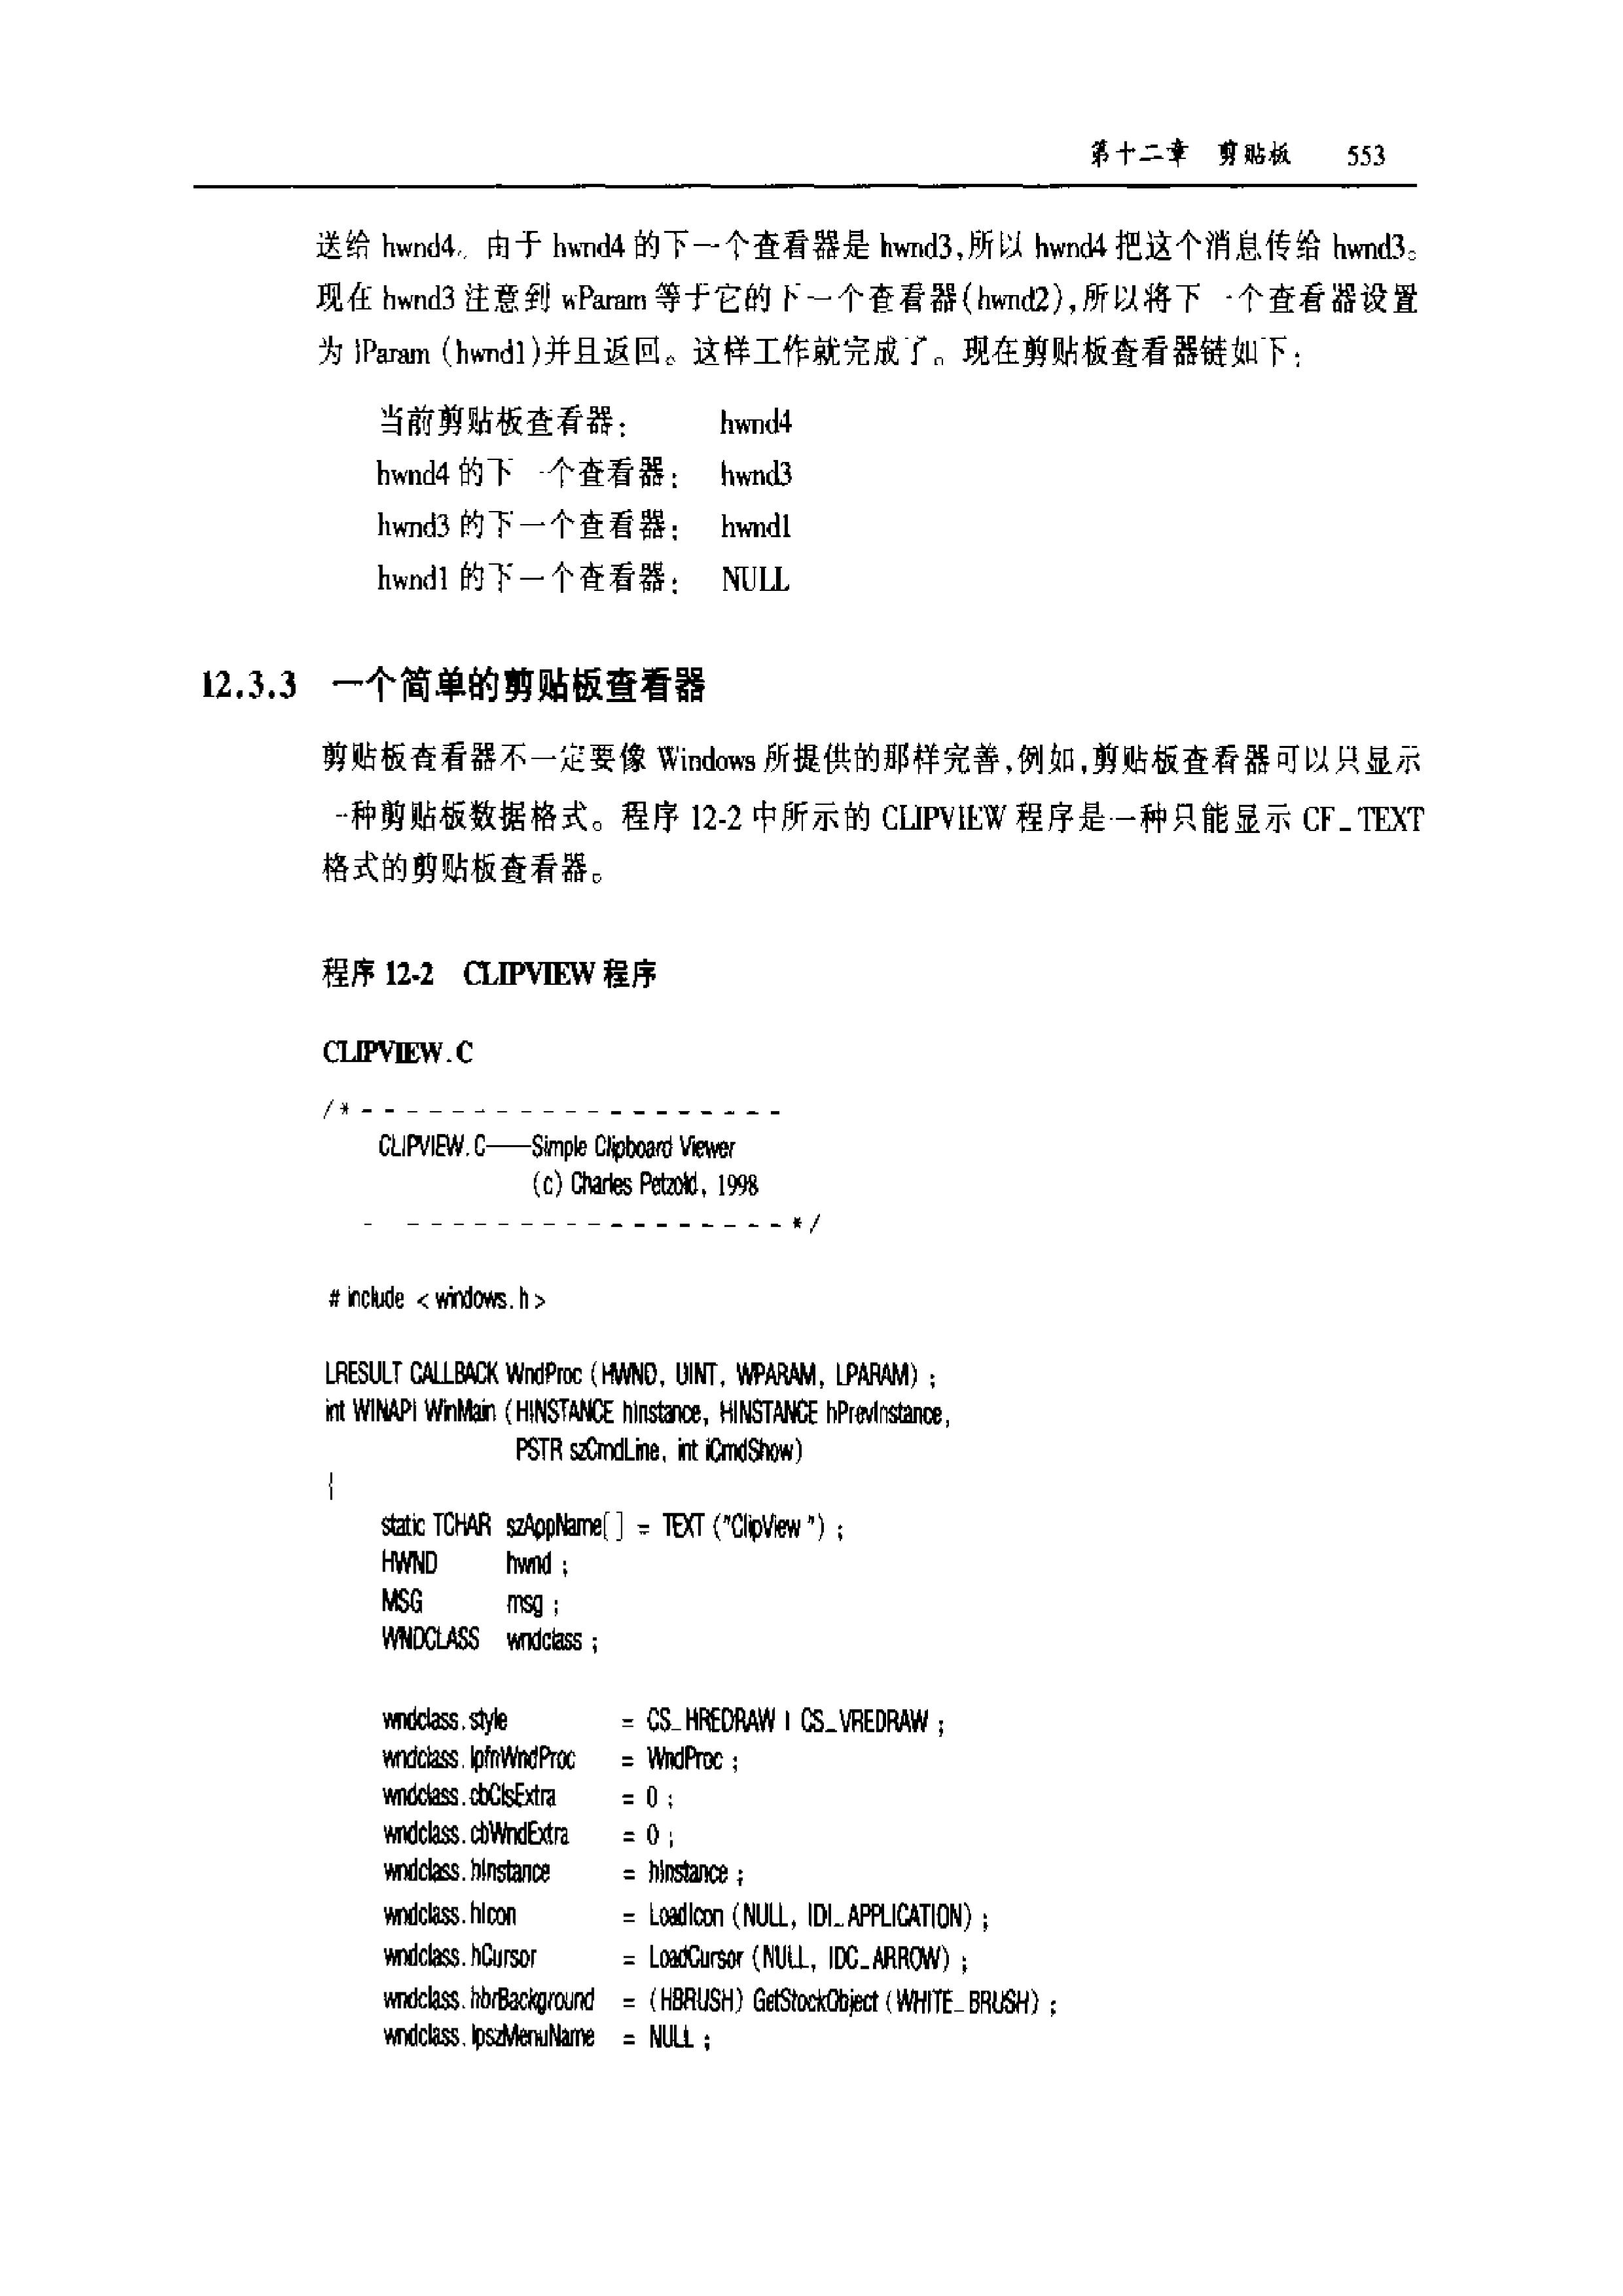 第十二章 剪贴板 553
送给 hwnd4。由于 hwnd4 的下一个查看器是 hwnd3,所以 hwnd4 把这个消息传给 hwnd3。
现在 hwnd3 注意到 wParam 等于它的下一个查看器(hwnd2),所以将下一个查看器设置
为 lParam (hwnd1)并且返回。这样工作就完成了。现在剪贴板查看器链如下:
当前剪贴板查看器: hwnd4
hwnd4 的下一个查看器: hwnd3
hwnd3 的下一个查看器: hwnd1
hwnd1 的下一个查看器: NULL
12.3.3 一个简单的剪贴板查看器
剪贴板查看器不一定要像 Windows 所提供的那样完善,例如,剪贴板查看器可以只显示
一种剪贴板数据格式。程序 12-2 中所示的 CLIPVIEW 程序是一种只能显示 CF_TEXT
格式的剪贴板查看器。
程序 12-2 CLIPVIEW 程序
CLIPVIEW.C
/* - - - - - - - - - - - - - - - - - - -
CLIPVIEW.C——Simple Clipboard Viewer
(c) Charles Petzold, 1998
- - - - - - - - - - - - - - - - - - */
# include <windows.h>
LRESULT CALLBACK WndProc (HWND, UINT, WPARAM, LPARAM) ;
int WINAPI WinMain (HINSTANCE hInstance, HINSTANCE hPrevInstance,
PSTR szCmdLine, int iCmdShow)
{
static TCHAR szAppName[ ] = TEXT ("ClipView ") ;
HWND hwnd ;
MSG msg ;
WNDCLASS wndclass ;
wndclass.style = CS_HREDRAW | CS_VREDRAW ;
wndclass.lpfnWndProc = WndProc ;
wndclass.cbClsExtra = 0 ;
wndclass.cbWndExtra = 0 ;
wndclass.hInstance = hInstance ;
wndclass.hIcon = LoadIcon (NULL, IDI_APPLICATION) ;
wndclass.hCursor = LoadCursor (NULL, IDC_ARROW) ;
wndclass.hbrBackground = (HBRUSH) GetStockObject (WHITE_BRUSH) ;
wndclass.lpszMenuName = NULL ;